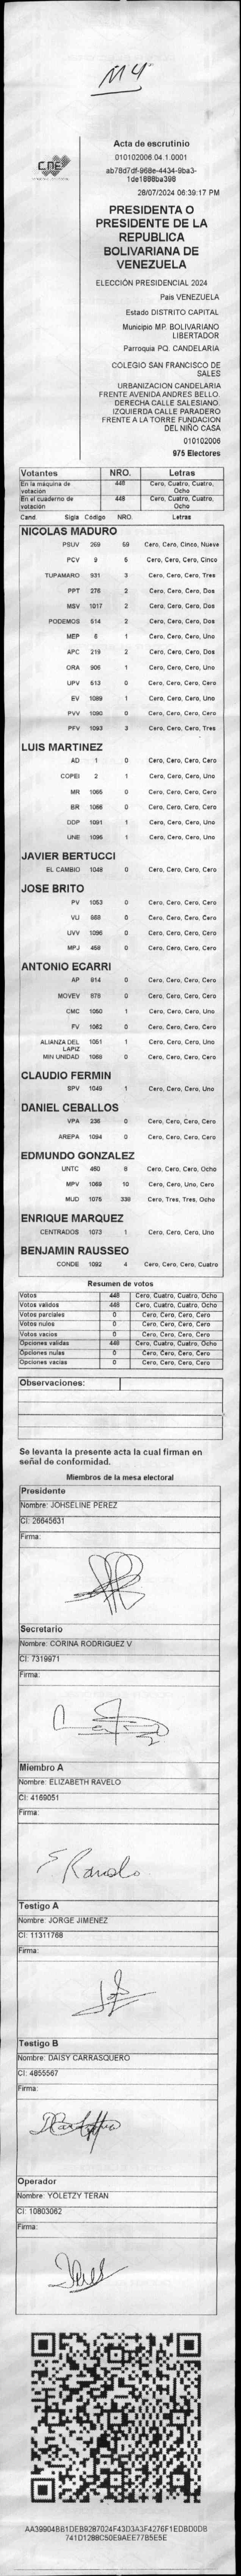 M4
CNE
Acta de escrutinio
010102006.04.1.0001
ab78d7df-968e-4434-9ba3-
1de1888ba398
28/07/2024 06:39:17 PM
PRESIDENTA O
PRESIDENTE DE LA
REPUBLICA
BOLIVARIANA DE
VENEZUELA
ELECCIÓN PRESIDENCIAL 2024
Pais VENEZUELA
Estado DISTRITO CAPITAL
Municipio MP. BOLIVARIANO
LIBERTADOR
Parroquia PQ. CANDELARIA
COLEGIO SAN FRANCISCO DE
SALES
URBANIZACION CANDELARIA
FRENTE AVENIDA ANDRES BELLO.
DERECHA CALLE SALESIANO.
IZQUIERDA CALLE PARADERO
FRENTE A LA TORRE FUNDACION
DEL NIÑO CASA
010102006
975 Electores
Votantes NRO. Letras
En la máquina de votación 448 Cero, Cuatro, Cuatro, Ocho
En el cuaderno de votación 448 Cero, Cuatro, Cuatro, Ocho
Cand. Sigla Codigo NRO. Letras
NICOLAS MADURO
PSUV 269 59 Cero, Cero, Cinco, Nueve
PCV 9 5 Cero, Cero, Cero, Cinco
TUPAMARO 931 3 Cero, Cero, Cero, Tres
PPT 276 2 Cero, Cero, Cero, Dos
MSV 1017 2 Cero, Cero, Cero, Dos
PODEMOS 514 2 Cero, Cero, Cero, Dos
MEP 6 1 Cero, Cero, Cero, Uno
APC 219 2 Cero, Cero, Cero, Dos
ORA 906 1 Cero, Cero, Cero, Uno
UPV 513 0 Cero, Cero, Cero, Cero
EV 1089 1 Cero, Cero, Cero, Uno
PVV 1090 0 Cero, Cero, Cero, Cero
PFV 1093 3 Cero, Cero, Cero, Tres
LUIS MARTINEZ
AD 1 0 Cero, Cero, Cero, Cero
COPEI 2 1 Cero, Cero, Cero, Uno
MR 1065 0 Cero, Cero, Cero, Cero
BR 1066 0 Cero, Cero, Cero, Cero
DDP 1091 1 Cero, Cero, Cero, Uno
UNE 1095 1 Cero, Cero, Cero, Uno
JAVIER BERTUCCI
EL CAMBIO 1048 0 Cero, Cero, Cero, Cero
JOSE BRITO
PV 1053 0 Cero, Cero, Cero, Cero
VU 868 0 Cero, Cero, Cero, Cero
UVV 1096 0 Cero, Cero, Cero, Cero
MPJ 458 0 Cero, Cero, Cero, Cero
ANTONIO ECARRI
AP 814 0 Cero, Cero, Cero, Cero
MOVEV 878 0 Cero, Cero, Cero, Cero
CMC 1050 1 Cero, Cero, Cero, Uno
FV 1062 0 Cero, Cero, Cero, Cero
ALIANZA DEL LAPIZ 1051 1 Cero, Cero, Cero, Uno
MIN UNIDAD 1068 0 Cero, Cero, Cero, Cero
CLAUDIO FERMIN
SPV 1049 1 Cero, Cero, Cero, Uno
DANIEL CEBALLOS
VPA 236 0 Cero, Cero, Cero, Cero
AREPA 1094 0 Cero, Cero, Cero, Cero
EDMUNDO GONZALEZ
UNTC 460 8 Cero, Cero, Cero, Ocho
MPV 1069 10 Cero, Cero, Uno, Cero
MUD 1075 338 Cero, Tres, Tres, Ocho
ENRIQUE MARQUEZ
CENTRADOS 1073 1 Cero, Cero, Cero, Uno
BENJAMIN RAUSSEO
CONDE 1092 4 Cero, Cero, Cero, Cuatro
Resumen de votos
Votos 448 Cero, Cuatro, Cuatro, Ocho
Votos validos 448 Cero, Cuatro, Cuatro, Ocho
Votos parciales 0 Cero, Cero, Cero, Cero
Votos nulos 0 Cero, Cero, Cero, Cero
Votos vacios 0 Cero, Cero, Cero, Cero
Opciones validas 448 Cero, Cuatro, Cuatro, Ocho
Opciones nulas 0 Cero, Cero, Cero, Cero
Opciones vacias 0 Cero, Cero, Cero, Cero
Observaciones:
Se levanta la presente acta la cual firman en
señal de conformidad.
Miembros de la mesa electoral
Presidente
Nombre: JOHSELINE PEREZ
CI: 26645631
Firma:
Secretario
Nombre: CORINA RODRIGUEZ V
CI: 7319971
Firma:
Miembro A
Nombre: ELIZABETH RAVELO
CI: 4169051
Firma:
E Ravelo
Testigo A
Nombre: JORGE JIMENEZ
CI: 11311768
Firma:
Testigo B
Nombre: DAISY CARRASQUERO
CI: 4855567
Firma:
Operador
Nombre: YOLETZY TERAN
CI: 10803062
Firma:
AA39904BB1DEB9287024F43D3A3F4276F1EDBD0DB
741D1288C50E9AEE77B5E5E